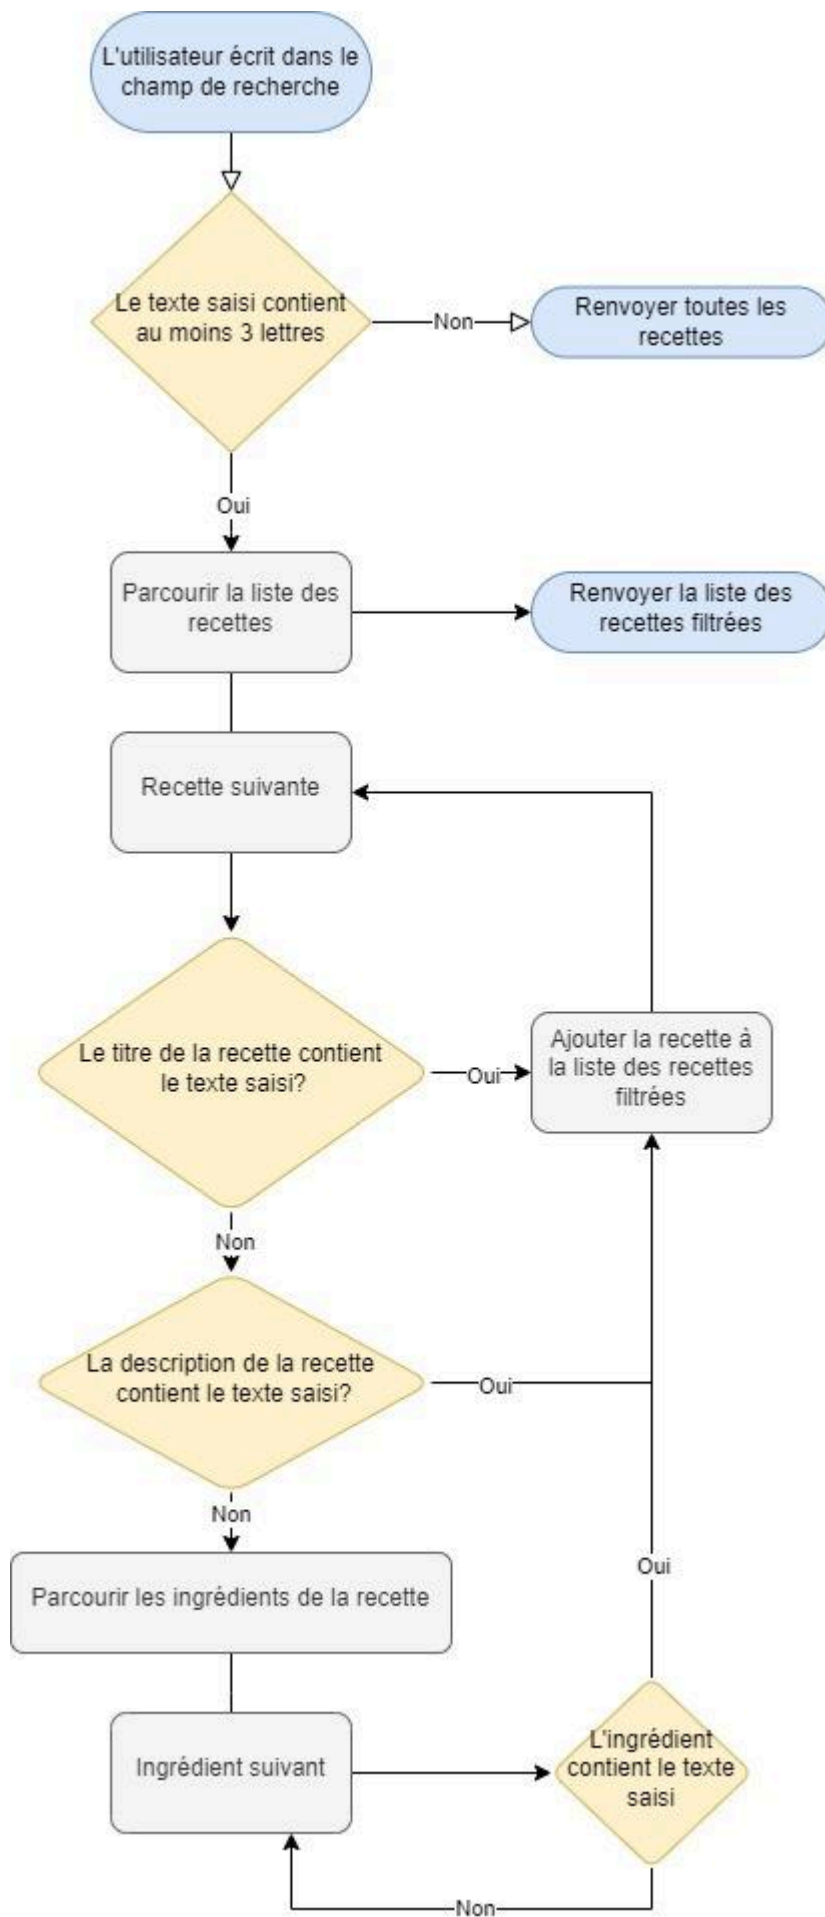 L'utilisateur écrit dans le
champ de recherche
Le texte saisi contient
au moins 3 lettres
Non
Renvoyer toutes les
recettes
Oui
Parcourir la liste des
recettes
Renvoyer la liste des
recettes filtrées
Recette suivante
Le titre de la recette contient
le texte saisi?
Oui
Ajouter la recette à
la liste des recettes
filtrées
Non
La description de la recette
contient le texte saisi?
Oui
Non
Parcourir les ingrédients de la recette
Oui
Ingrédient suivant
L'ingrédient
contient le texte
saisi
Non